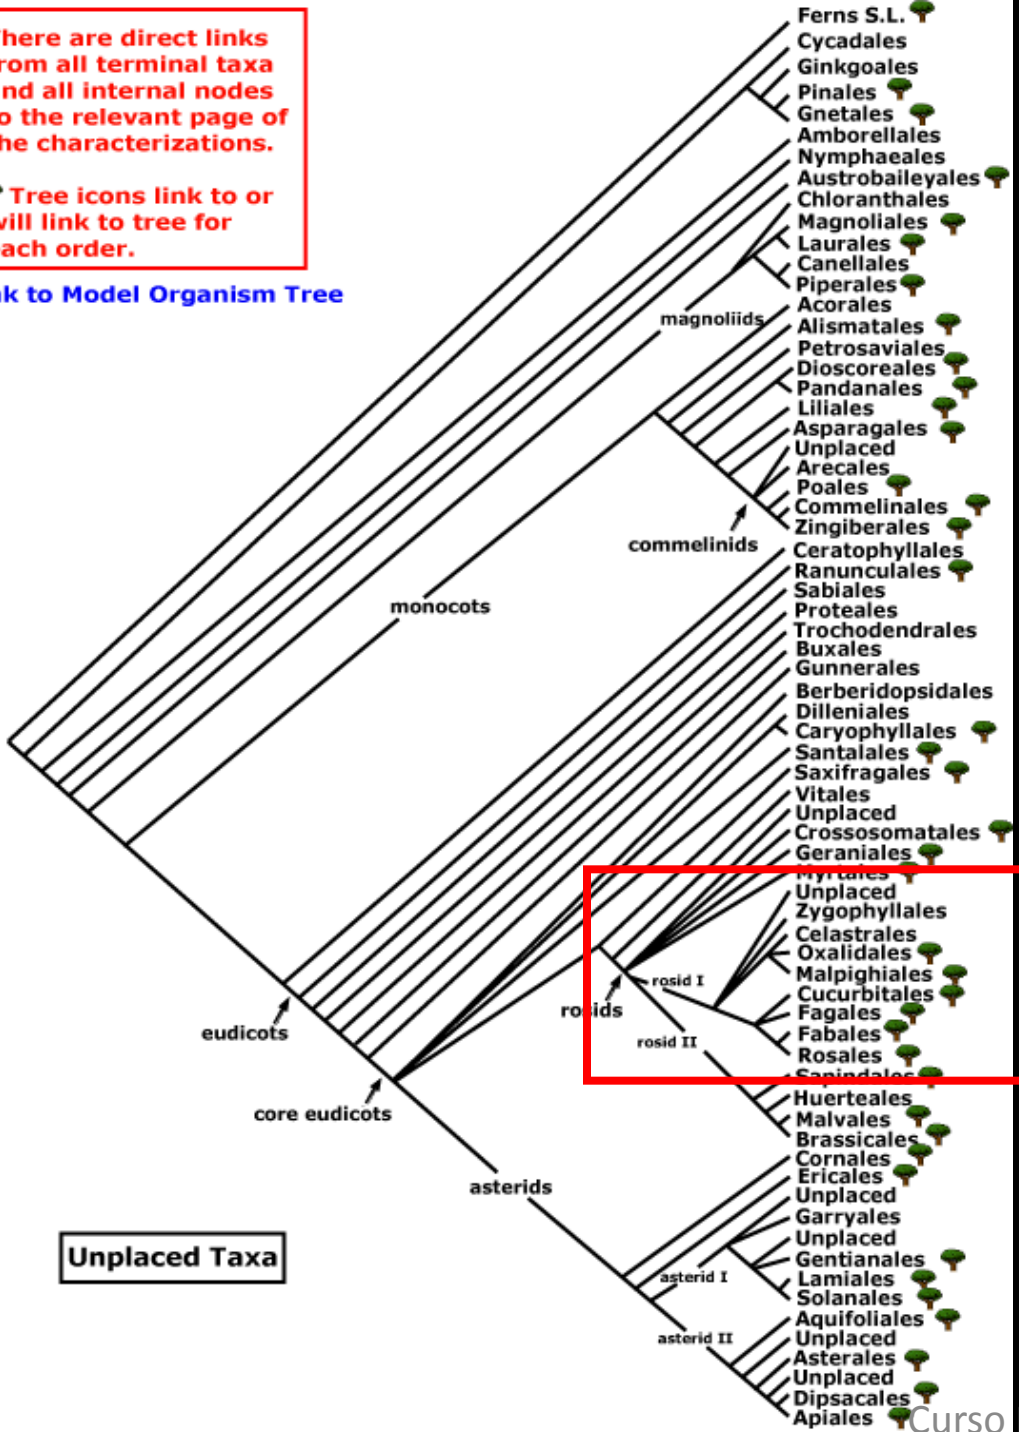 here are direct links
rom all terminal taxa
nd all internal nodes
o the relevant page of
he characterizations.
Tree icons link to or
will link to tree for
ach order.
k to Model Organism Tree
Ferns S.L.
Cycadales
Ginkgoales
Pinales
Gnetales
Amborellales
Nymphaeales
Austrobaileyales
Chloranthales
Magnoliales
Laurales
Canellales
Piperales
magnoliids
Acorales
Alismatales
Petrosaviales
Dioscoreales
Pandanales
Liliales
Asparagales
Unplaced
Arecales
Poales
Commelinales
Zingiberales
commelinids
monocots
Ceratophyllales
Ranunculales
Sabiales
Proteales
Trochodendrales
Buxales
Gunnerales
Berberidopsidales
Dilleniales
Caryophyllales
Santalales
Saxifragales
Vitales
Unplaced
Crossosomatales
Geraniales
Myrtales
Unplaced
Zygophyllales
Celastrales
Oxalidales
Malpighiales
Cucurbitales
Fagales
Fabales
Rosales
rosid I
rosids
rosid II
eudicots
Sapindales
Huerteales
Malvales
Brassicales
core eudicots
Cornales
Ericales
Unplaced
Garryales
Unplaced
Gentianales
Lamiales
Solanales
asterids
asterid I
Aquifoliales
Unplaced
Asterales
Unplaced
Dipsacales
Apiales
asterid II
Unplaced Taxa
Curso